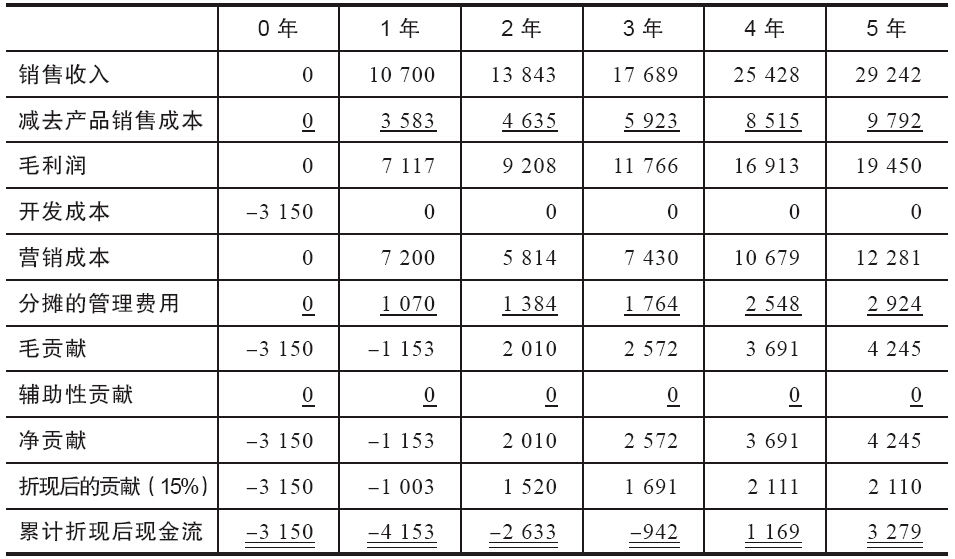 0 年 1 年 2 年 3 年 4 年 5 年
销售收入 0 10 700 13 843 17 689 25 428 29 242
减去产品销售成本 0 3 583 4 635 5 923 8 515 9 792
毛利润 0 7 117 9 208 11 766 16 913 19 450
开发成本 –3 150 0 0 0 0 0
营销成本 0 7 200 5 814 7 430 10 679 12 281
分摊的管理费用 0 1 070 1 384 1 764 2 548 2 924
毛贡献 –3 150 –1 153 2 010 2 572 3 691 4 245
辅助性贡献 0 0 0 0 0 0
净贡献 –3 150 –1 153 2 010 2 572 3 691 4 245
折现后的贡献（15%） –3 150 –1 003 1 520 1 691 2 111 2 110
累计折现后现金流 –3 150 –4 153 –2 633 –942 1 169 3 279